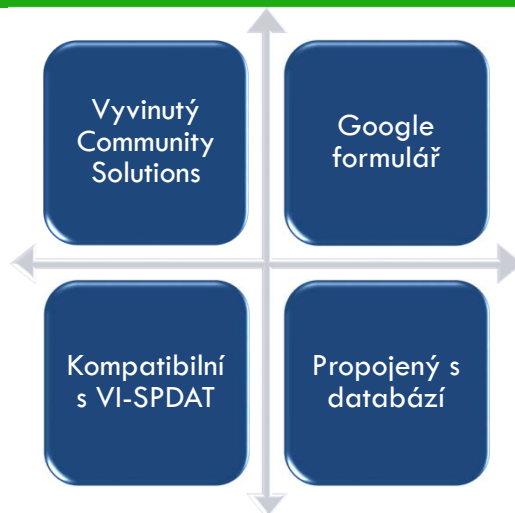 Vyvinutý
Community
Solutions
Google
formulář
Kompatibilní
s VI-SPDAT
Propojený s
databází